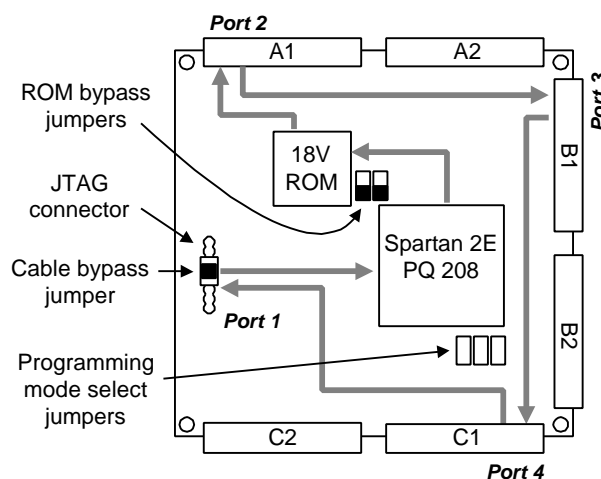 Port 2
A1
A2
ROM bypass
jumpers
Port 3
B1
18V
ROM
JTAG
connector
Spartan 2E
PQ 208
Cable bypass
jumper
Port 1
B2
Programming
mode select
jumpers
C2
C1
Port 4